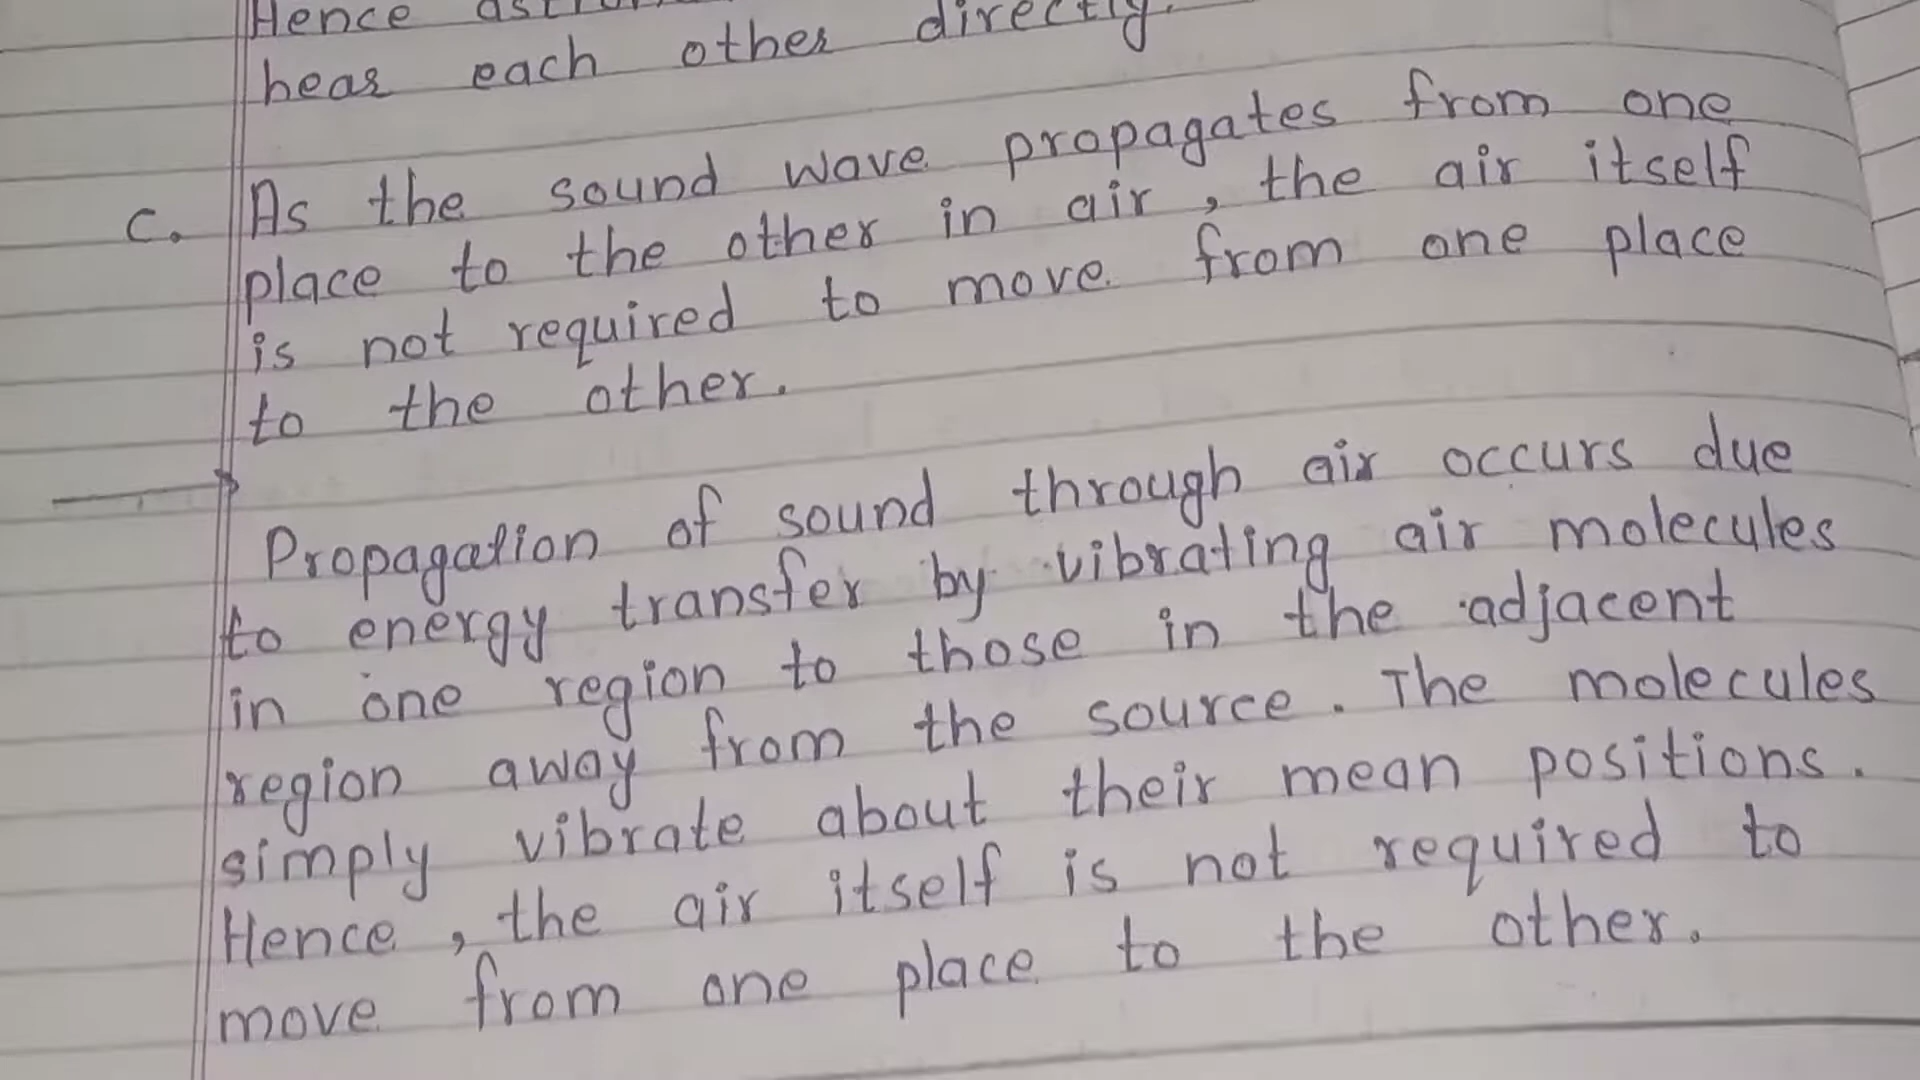 Hence
hear each other directly.
c. As the sound wave propagates from one
place to the other in air, the air itself
is not required to move from one place
to the other.
Propagation of sound through air occurs due
to energy transfer by vibrating air molecules
in one region to those in the adjacent
region away from the source. The molecules
simply vibrate about their mean positions.
Hence, the air itself is not required to
move from one place to the other.